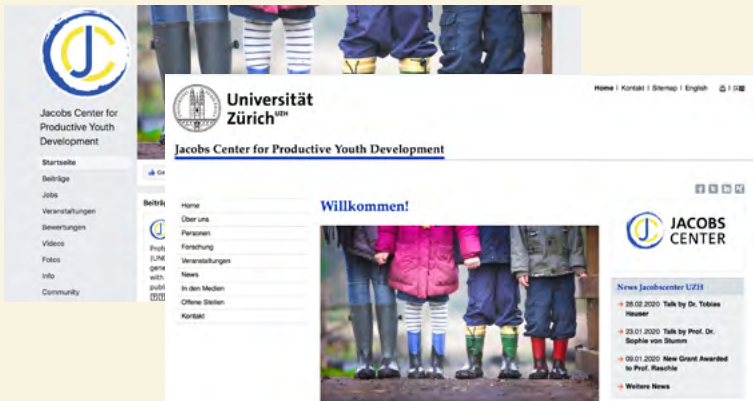 Jacobs Center for
Productive Youth
Development
Startseite
Beiträge
Jobs
Veranstaltungen
Bewertungen
Videos
Fotos
Info
Community
Universität
Zürich UZH
Home | Kontakt | Sitemap | English
Jacobs Center for Productive Youth Development
Home
Über uns
Personen
Forschung
Veranstaltungen
News
In den Medien
Offene Stellen
Kontakt
Willkommen!
JACOBS
CENTER
News Jacobscenter UZH
28.02.2020 Talk by Dr. Tobias
Hauser
23.01.2020 Talk by Prof. Dr.
Sophie von Stumm
09.01.2020 New Grant Awarded
to Prof. Raschle
Weitere News